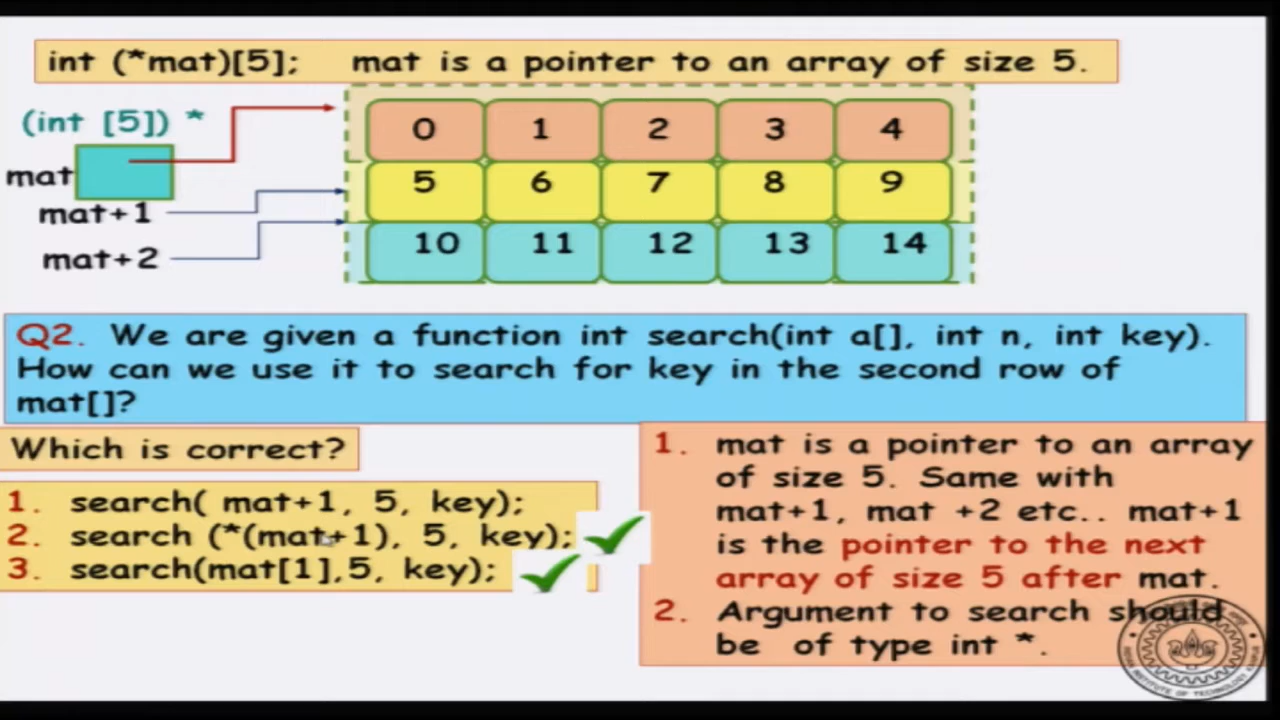 int (*mat)[5]; mat is a pointer to an array of size 5.
(int [5]) *
mat
mat+1
mat+2
0 1 2 3 4
5 6 7 8 9
10 11 12 13 14
Q2. We are given a function int search(int a[], int n, int key).
How can we use it to search for key in the second row of
mat[]?
Which is correct?
1. search( mat+1, 5, key);
2. search (*(mat+1), 5, key);
3. search(mat[1],5, key);
1. mat is a pointer to an array
of size 5. Same with
mat+1, mat +2 etc.. mat+1
is the pointer to the next
array of size 5 after mat.
2. Argument to search should
be of type int *.